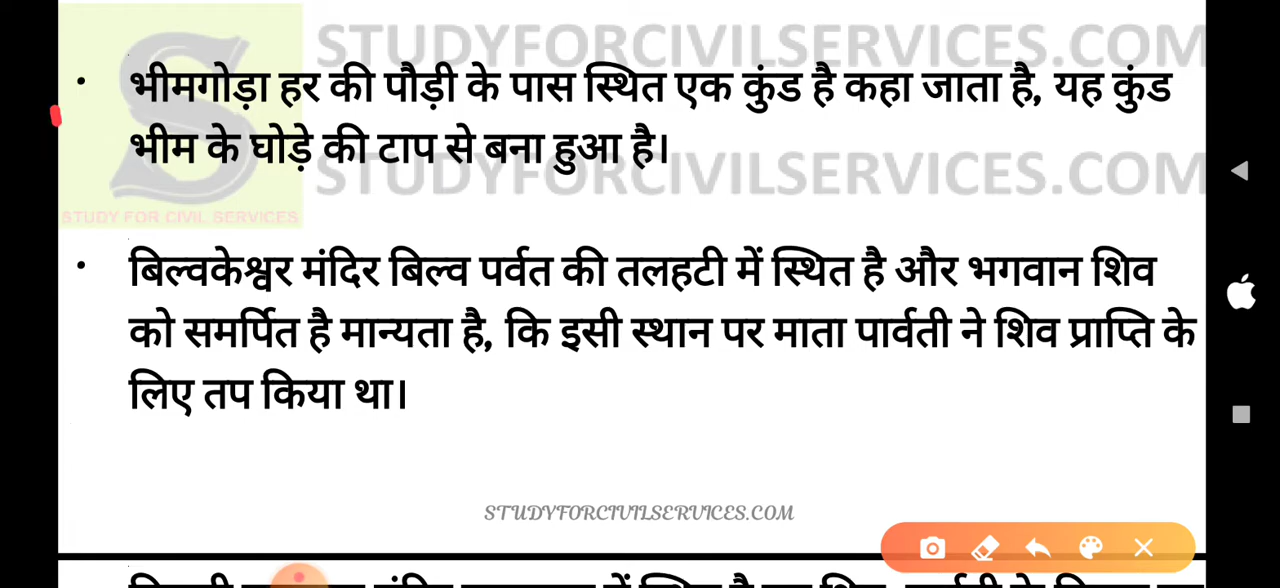 STUDYFORCIVILSERVICES.COM
• भीमगोड़ा हर की पौड़ी के पास स्थित एक कुंड है कहा जाता है, यह कुंड
भीम के घोड़े की टाप से बना हुआ है।
STUDYFORCIVILSERVICES.COM
STUDY FOR CIVIL SERVICES
• बिल्वकेश्वर मंदिर बिल्व पर्वत की तलहटी में स्थित है और भगवान शिव
को समर्पित है मान्यता है, कि इसी स्थान पर माता पार्वती ने शिव प्राप्ति के
लिए तप किया था।
STUDYFORCIVILSERVICES.COM